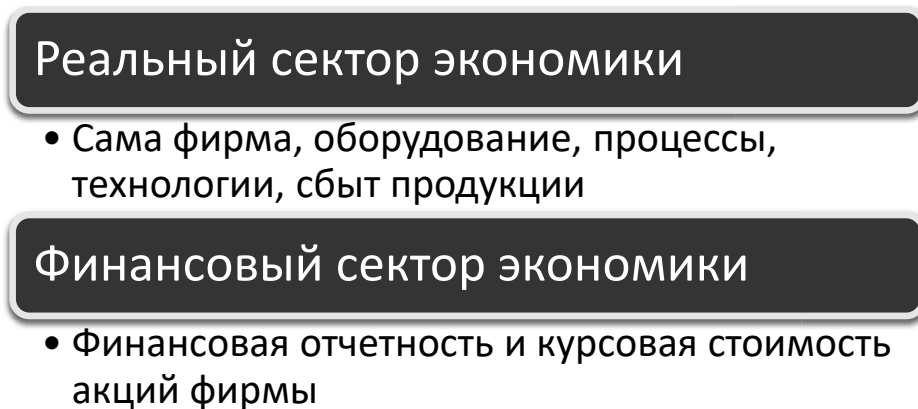 Реальный сектор экономики
• Сама фирма, оборудование, процессы,
технологии, сбыт продукции
Финансовый сектор экономики
• Финансовая отчетность и курсовая стоимость
акций фирмы